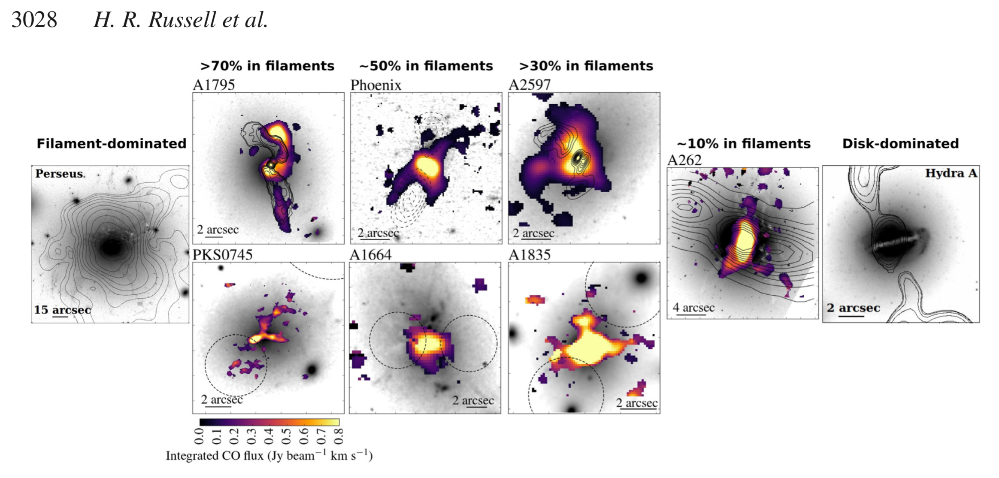 3028 H. R. Russell et al.
>70% in filaments
~50% in filaments
>30% in filaments
A1795
Phoenix
A2597
Filament-dominated
~10% in filaments
Disk-dominated
A262
Perseus
Hydra A
2 arcsec
2 arcsec
2 arcsec
PKS0745
A1664
A1835
15 arcsec
4 arcsec
2 arcsec
2 arcsec
2 arcsec
2 arcsec
0.0 0.1 0.2 0.3 0.4 0.5 0.6 0.7 0.8
Integrated CO flux (Jy beam⁻¹ km s⁻¹)